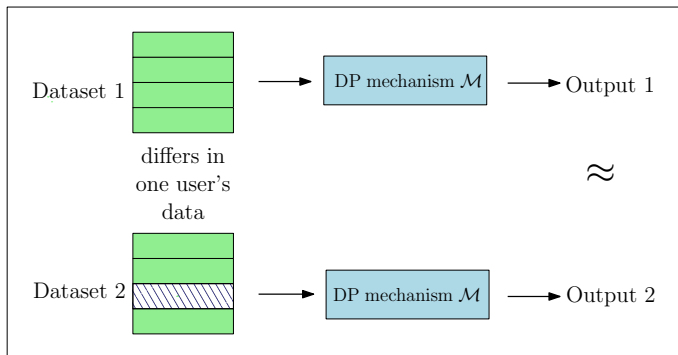 Dataset 1
DP mechanism ℳ
Output 1
differs in
one user's
data
≈
Dataset 2
DP mechanism ℳ
Output 2